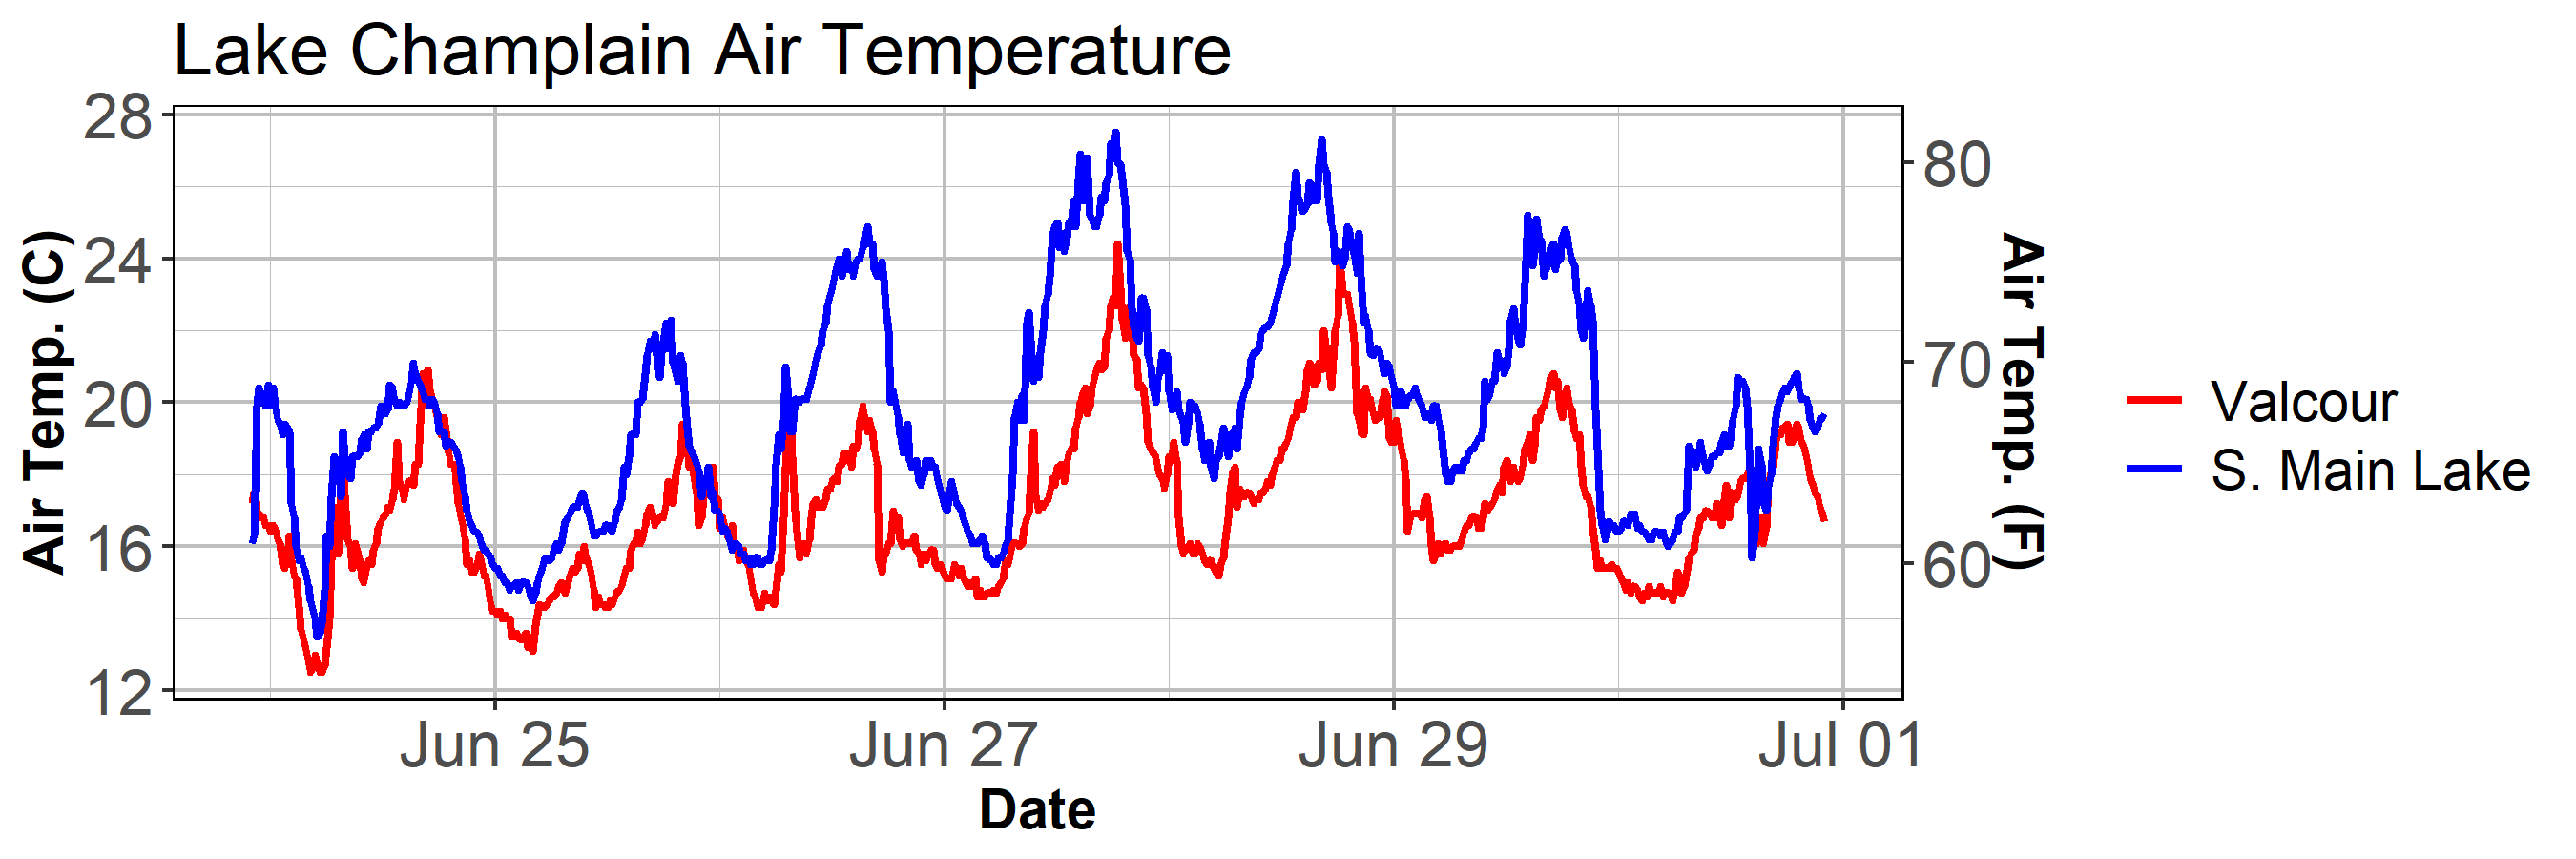 Lake Champlain Air Temperature
28
24
20
16
12
Air Temp. (C)
80
70
60
Air Temp. (F)
Jun 25
Jun 27
Jun 29
Jul 01
Date
Valcour
S. Main Lake